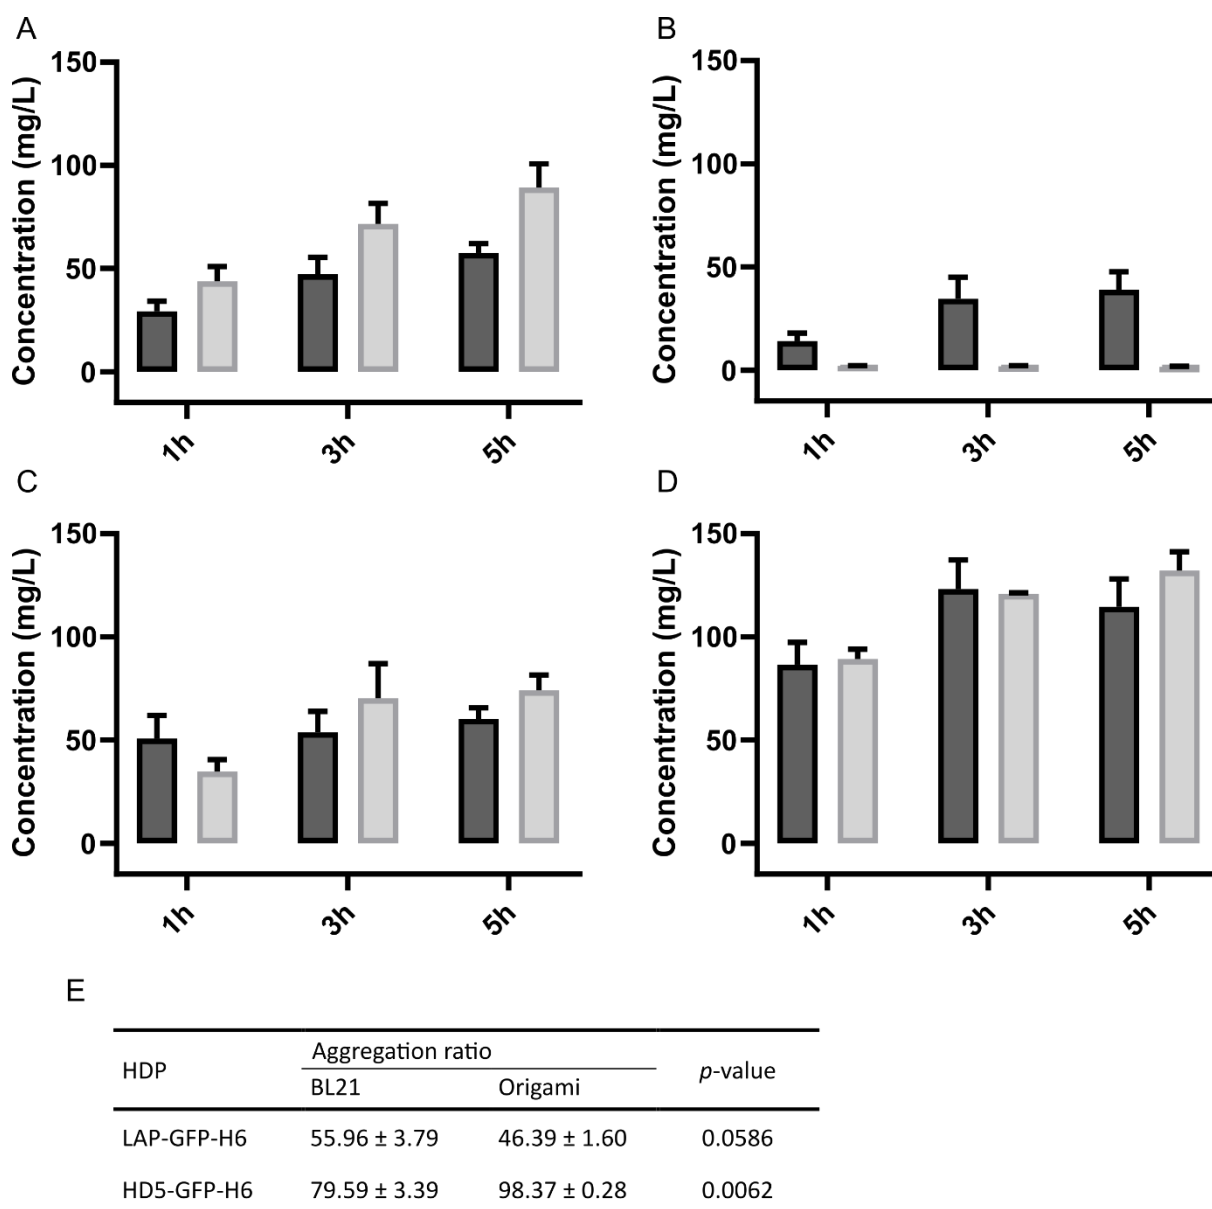 A
Concentration (mg/L)
150
100
50
0
1h
3h
5h
B
Concentration (mg/L)
150
100
50
0
1h
3h
5h
C
Concentration (mg/L)
150
100
50
0
1h
3h
5h
D
Concentration (mg/L)
150
100
50
0
1h
3h
5h
E
HDP Aggregation ratio p-value
BL21 Origami
LAP-GFP-H6 55.96 ± 3.79 46.39 ± 1.60 0.0586
HD5-GFP-H6 79.59 ± 3.39 98.37 ± 0.28 0.0062